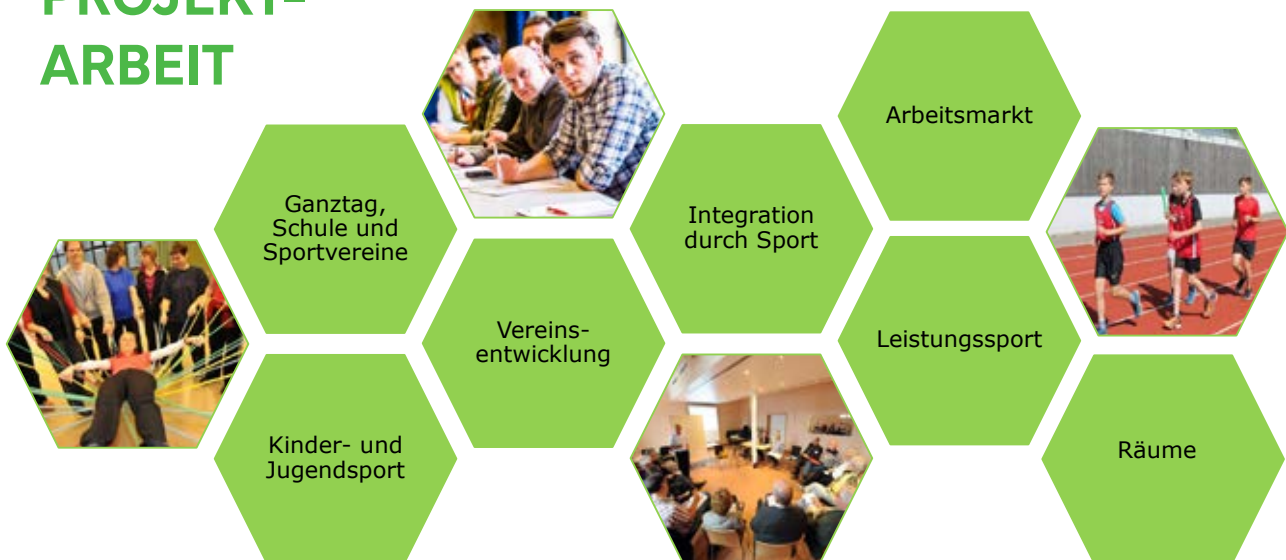 PROJEKT-
ARBEIT
Ganztag,
Schule und
Sportvereine
Kinder- und
Jugendsport
Vereins-
entwicklung
Integration
durch Sport
Arbeitsmarkt
Leistungssport
Räume